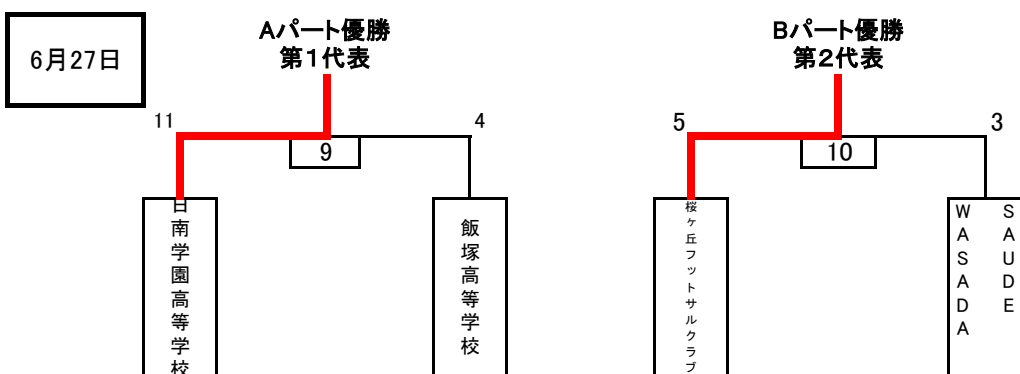 6月27日
Aパート優勝
第1代表
Bパート優勝
第2代表
11
4
5
3
9
10
日南学園高等学校
飯塚高等学校
桜ヶ丘フットサルクラブ
SAUDE
WASADA